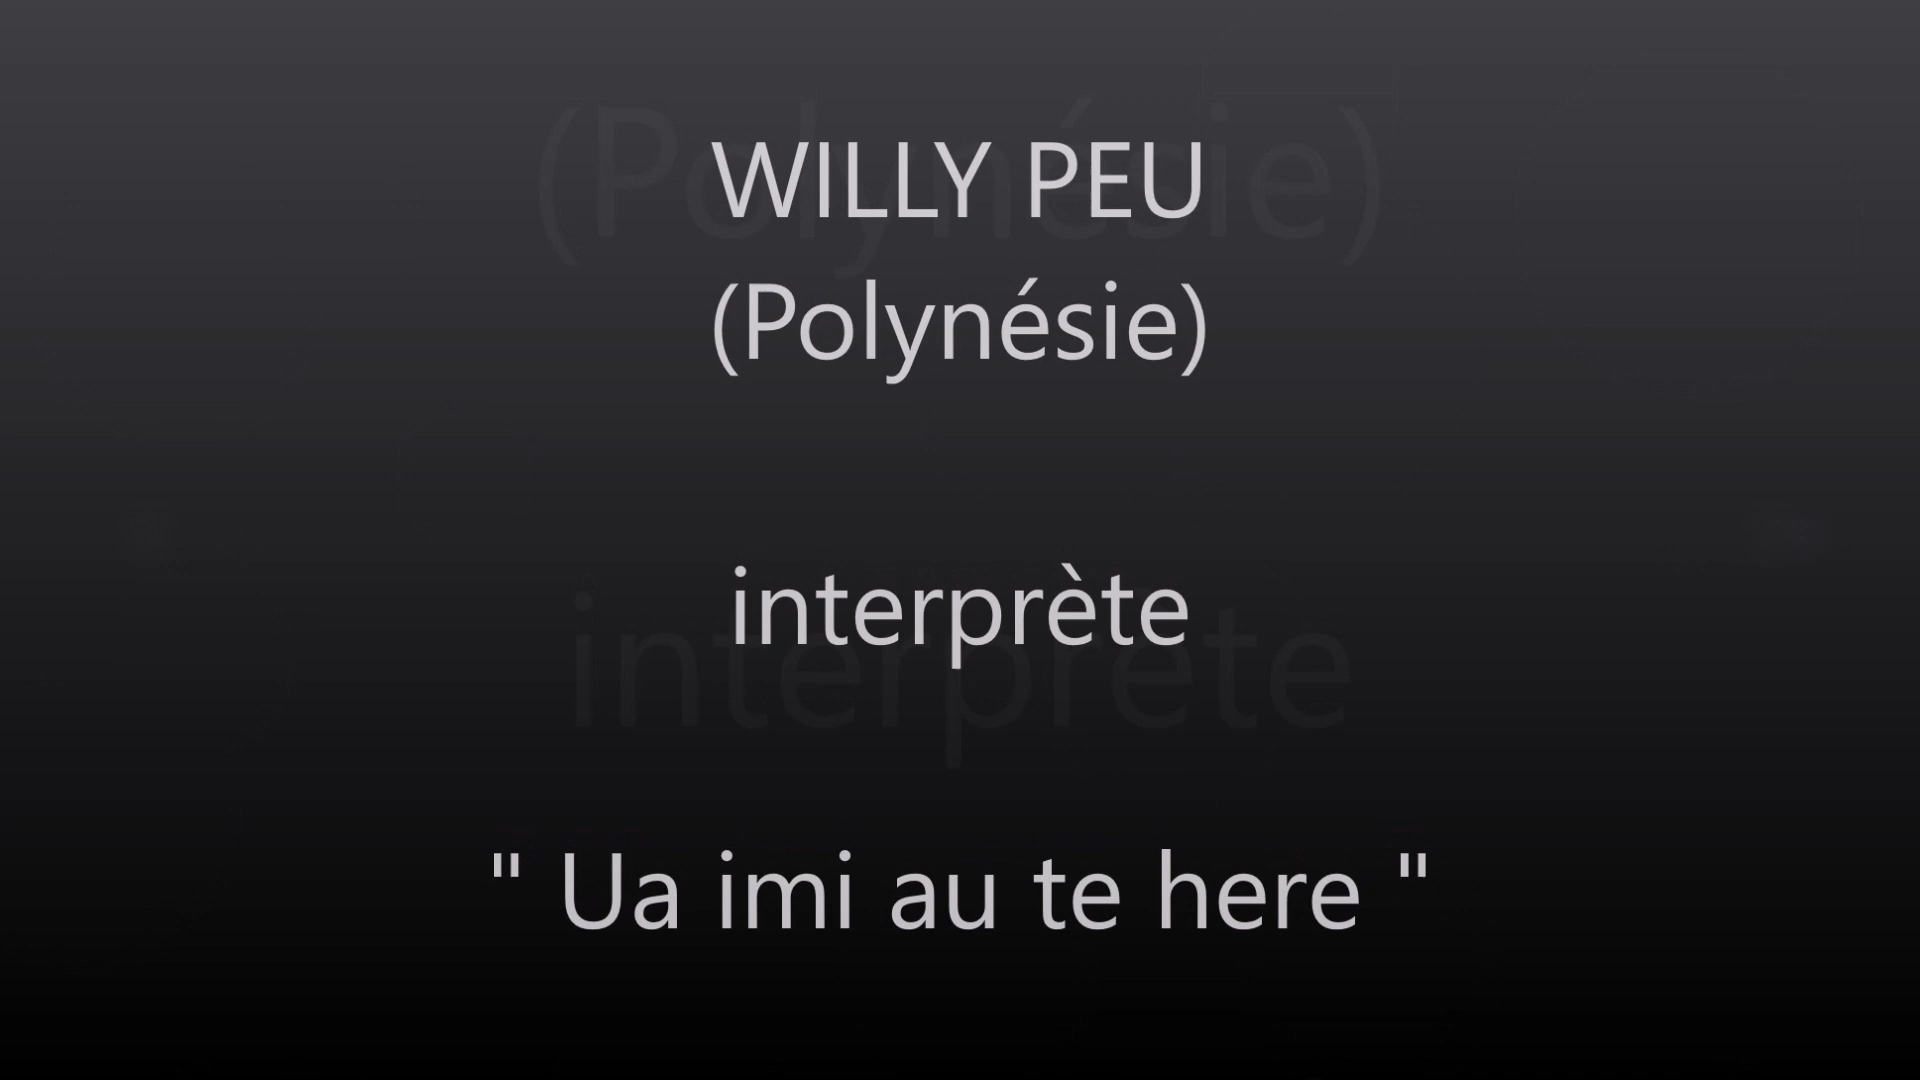 WILLY PEU
(Polynésie)
interprète
" Ua imi au te here "